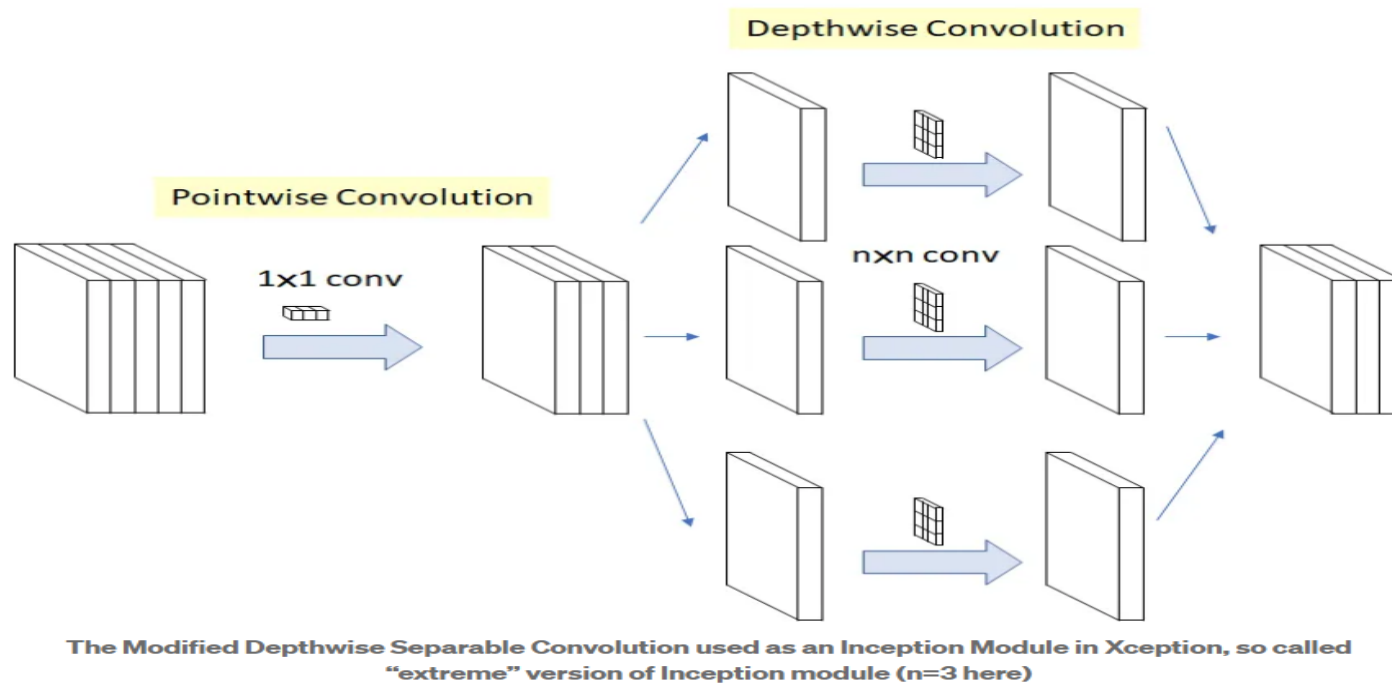 Depthwise Convolution
Pointwise Convolution
1x1 conv
nxn conv
The Modified Depthwise Separable Convolution used as an Inception Module in Xception, so called
“extreme” version of Inception module (n=3 here)